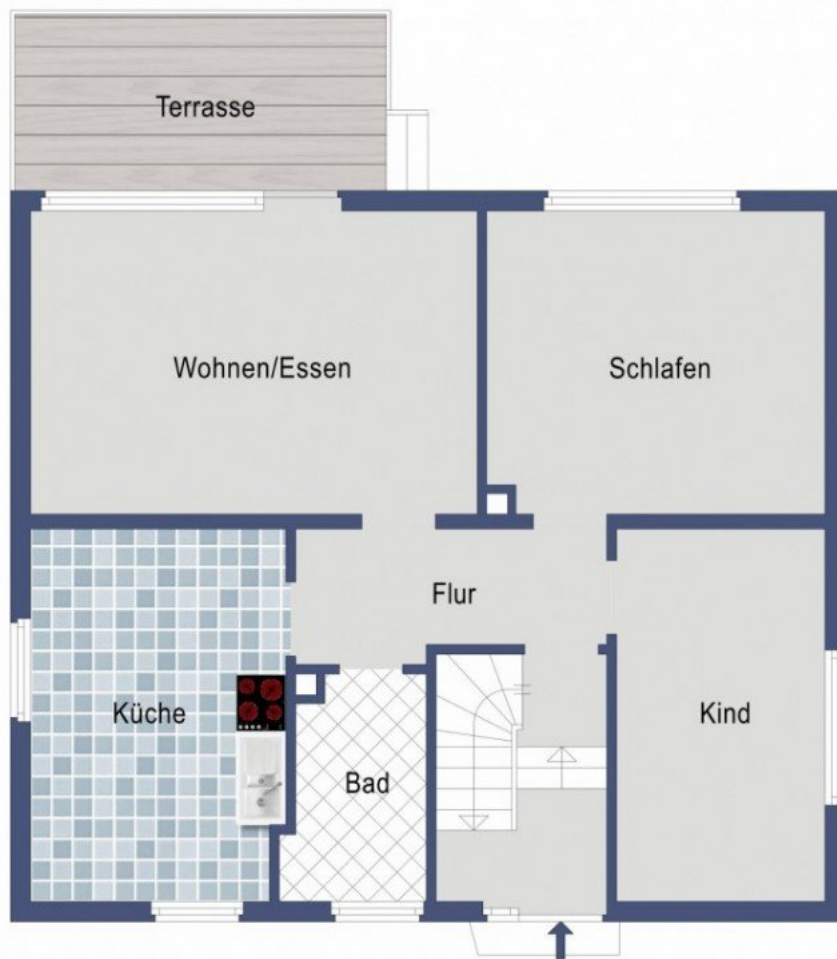 Terrasse
Wohnen/Essen
Schlafen
Flur
Küche
Kind
Bad